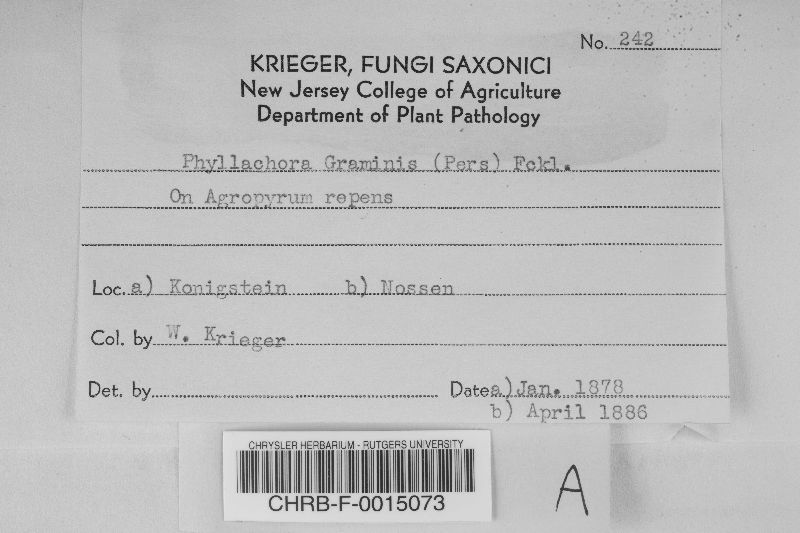 No. 242
KRIEGER, FUNGI SAXONICI
New Jersey College of Agriculture
Department of Plant Pathology
Phyllachora Graminis (Pers) Fckl.
On Agropyrum repens
Loc. a) Konigstein b) Nossen
Col. by W. Krieger
Det. by
Date a) Jan. 1878
b) April 1886
CHRYSLER HERBARIUM - RUTGERS UNIVERSITY
CHRB-F-0015073
A